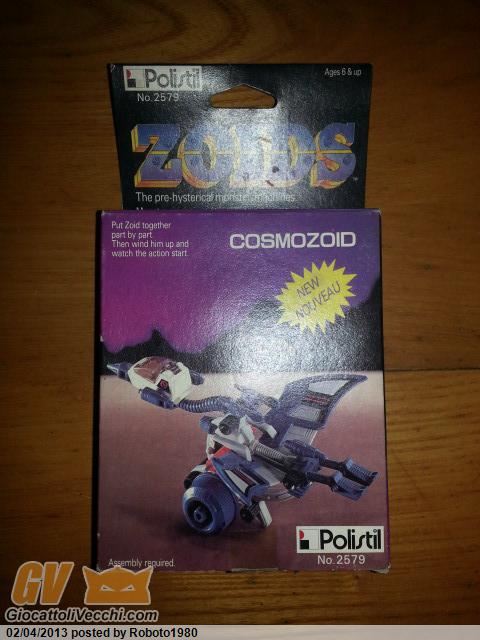 Polistil
No. 2579
Ages 6 & up
ZOIDS
The pre-hysterical monster machines.
Put Zoid together
part by part.
Then wind him up and
watch the action start.
COSMOZOID
NEW
NOUVEAU
Polistil
No. 2579
Assembly required.
GV
GiocattoliVecchi.com
02/04/2013 posted by Roboto1980